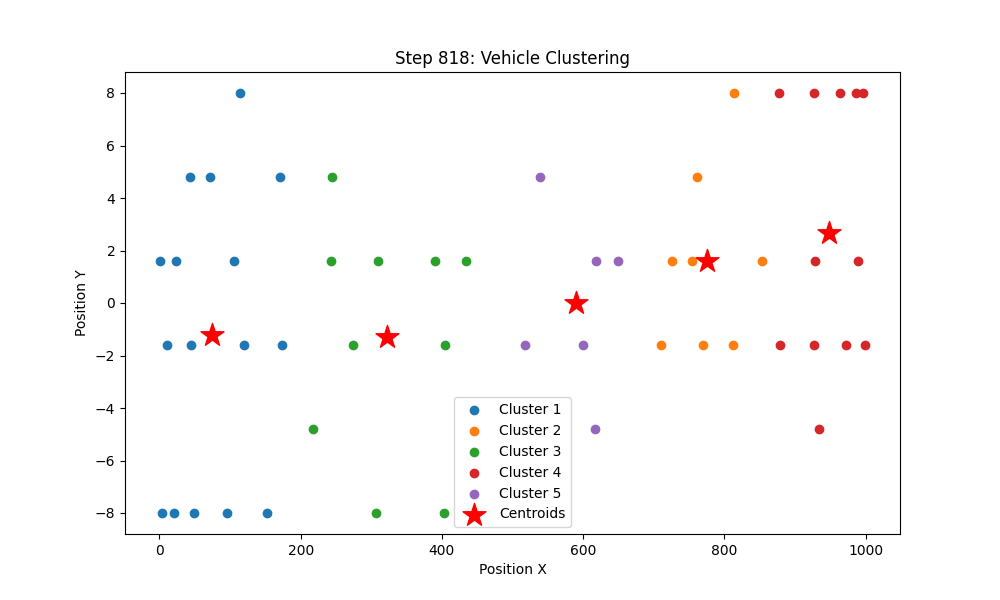 Step 818: Vehicle Clustering
8
6
4
2
0
−2
−4
−6
−8
Position Y
0
200
400
600
800
1000
Position X
Cluster 1
Cluster 2
Cluster 3
Cluster 4
Cluster 5
Centroids